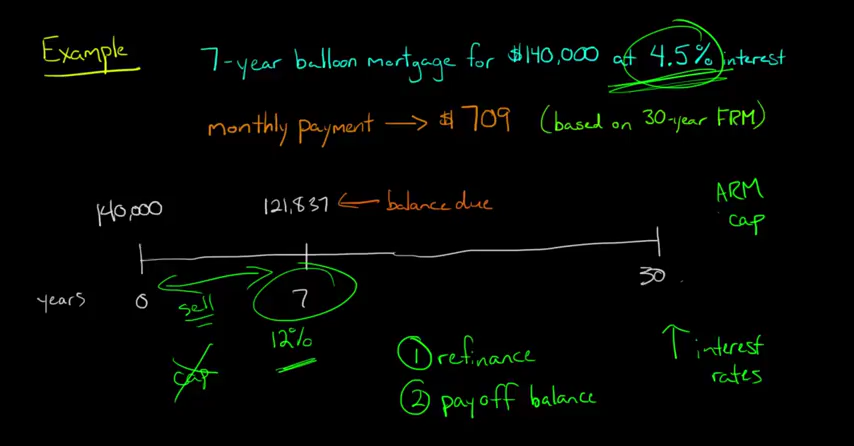 Example
7-year balloon mortgage for $140,000 at 4.5% interest
monthly payment → $709 (based on 30-year FRM)
140,000
121,837 ← balance due
ARM cap
years 0 7 30
sell
12%
cap
① refinance
② payoff balance
↑ interest rates